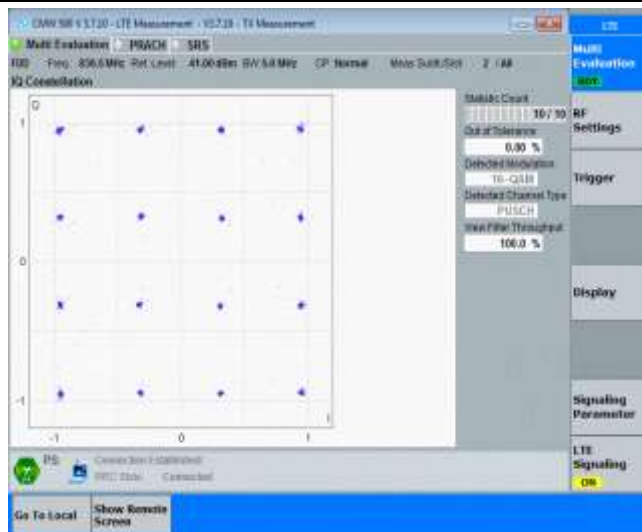 CMW 500 V 3.7.20 - LTE Measurement - V3.7.20 - TX Measurement
Multi Evaluation PRACH SRS
FDD Freq.: 836.5 MHz Ref. Level: 41.00 dBm BW: 5.0 MHz CP: Normal Meas Subfr./Slot 2 / All
IQ Constellation
Q
1
0
-1
-1 0 1
I
Statistic Count
10 / 10
Out of Tolerance
0.00 %
Detected Modulation
16-QAM
Detected Channel Type
PUSCH
View Filter Throughput
100.0 %
PS:
Connection Established
RRC State: Connected
LTE
Multi
Evaluation
RDY
RF
Settings
Trigger
Display
Signaling
Parameter
LTE
Signaling
ON
Go To Local
Show Remote
Screen